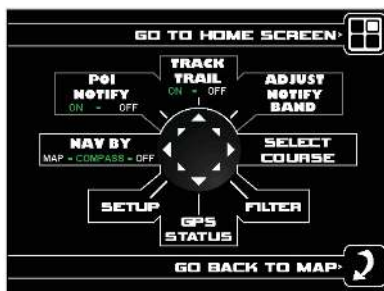 GO TO HOME SCREEN
TRACK
TRAIL
ON - OFF
POI
NOTIFY
ON - OFF
ADJUST
NOTIFY
BAND
NAV BY
MAP - COMPASS - OFF
SELECT
COURSE
SETUP
FILTER
GPS
STATUS
GO BACK TO MAP